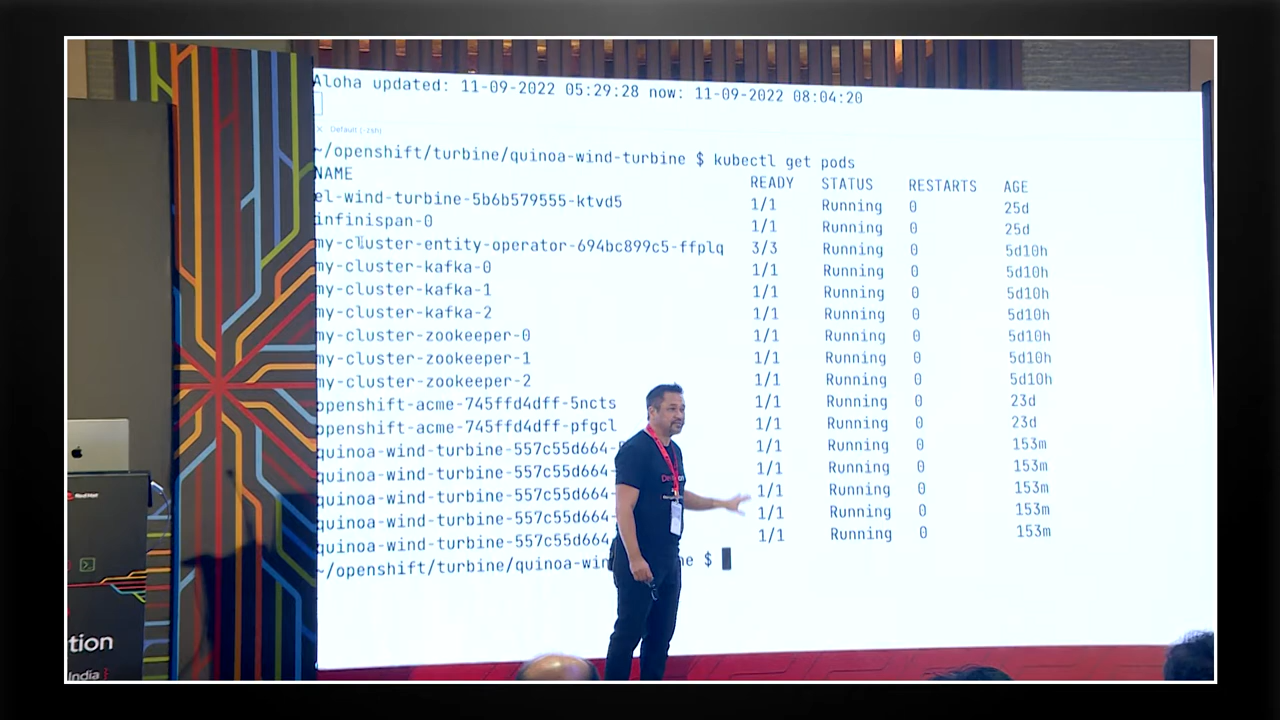 Aloha updated: 11-09-2022 05:29:28 now: 11-09-2022 08:04:20
Default (-zsh)
~/openshift/turbine/quinoa-wind-turbine $ kubectl get pods
NAME READY STATUS RESTARTS AGE
el-wind-turbine-5b6b579555-ktvd5 1/1 Running 0 25d
infinispan-0 1/1 Running 0 25d
my-cluster-entity-operator-694bc899c5-ffplq 3/3 Running 0 5d10h
my-cluster-kafka-0 1/1 Running 0 5d10h
my-cluster-kafka-1 1/1 Running 0 5d10h
my-cluster-kafka-2 1/1 Running 0 5d10h
my-cluster-zookeeper-0 1/1 Running 0 5d10h
my-cluster-zookeeper-1 1/1 Running 0 5d10h
my-cluster-zookeeper-2 1/1 Running 0 5d10h
openshift-acme-745ffd4dff-5ncts 1/1 Running 0 23d
openshift-acme-745ffd4dff-pfgcl 1/1 Running 0 23d
quinoa-wind-turbine-557c55d664- 1/1 Running 0 153m
quinoa-wind-turbine-557c55d664- 1/1 Running 0 153m
quinoa-wind-turbine-557c55d664- 1/1 Running 0 153m
quinoa-wind-turbine-557c55d664- 1/1 Running 0 153m
quinoa-wind-turbine-557c55d664- 1/1 Running 0 153m
~/openshift/turbine/quinoa-win ne $
Red Hat
tion
India